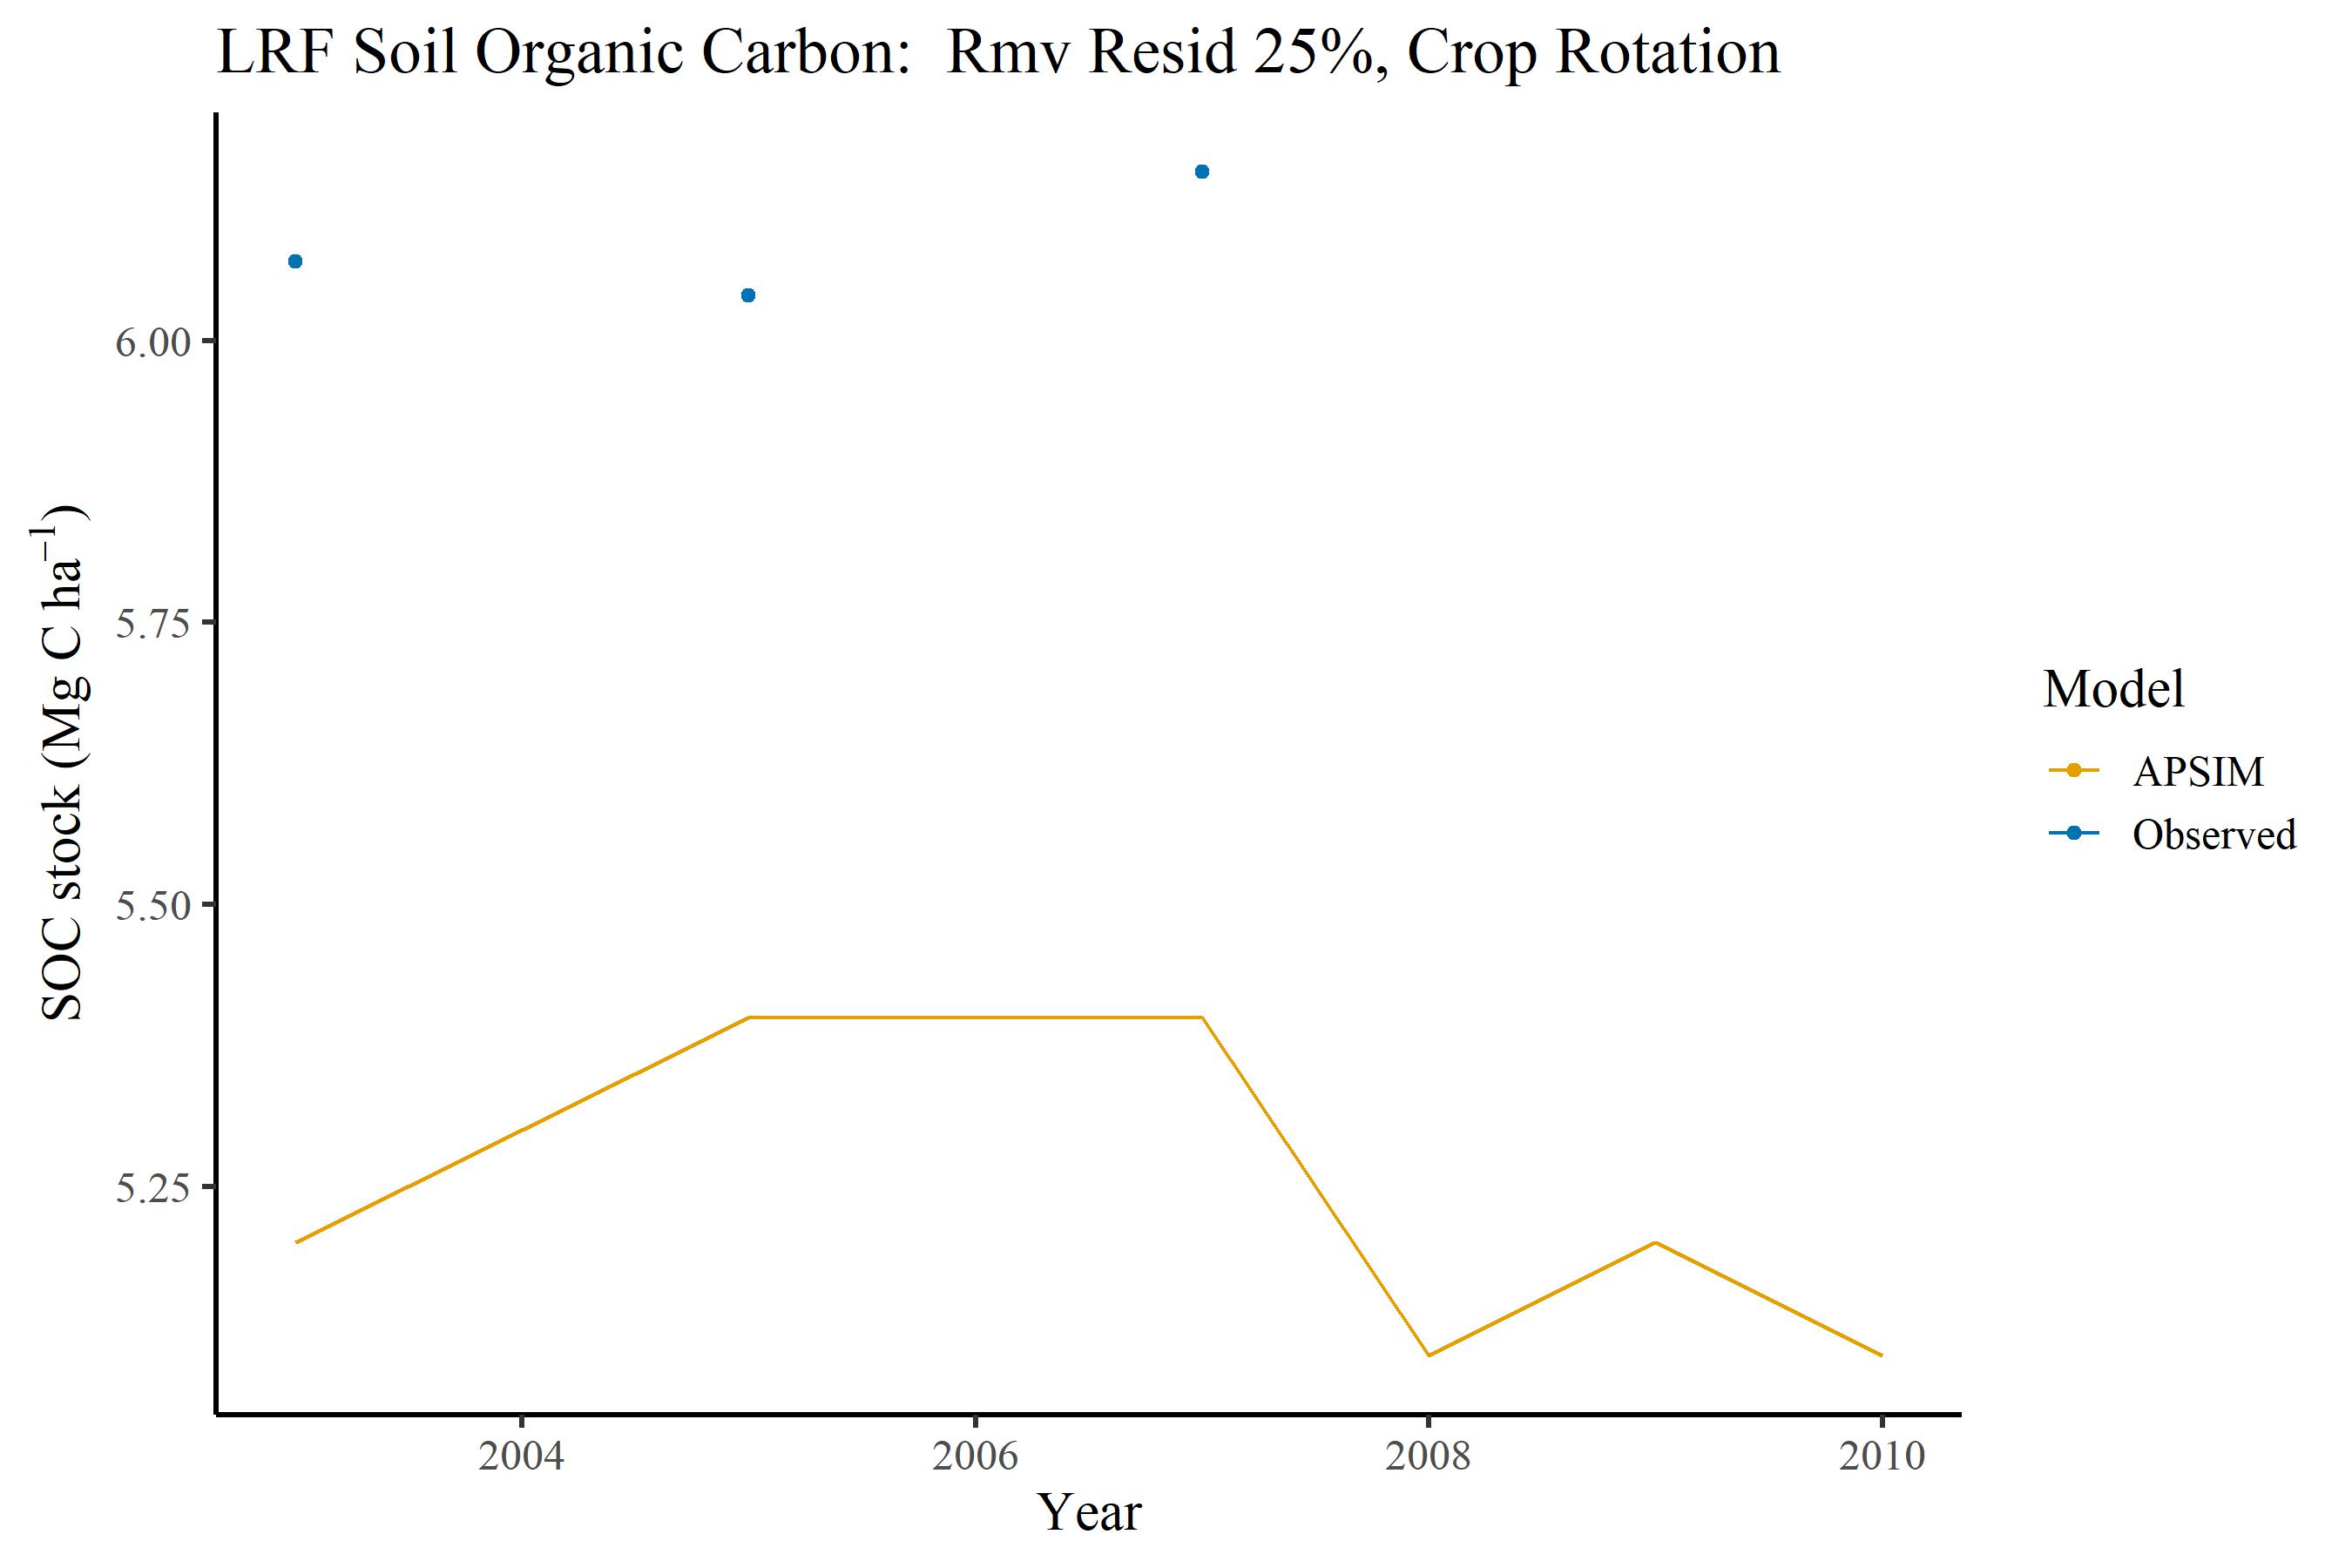 LRF Soil Organic Carbon:  Rmv Resid 25%, Crop Rotation
SOC stock (Mg C ha⁻¹)
6.00
5.75
5.50
5.25
2004
2006
2008
2010
Year
Model
APSIM
Observed